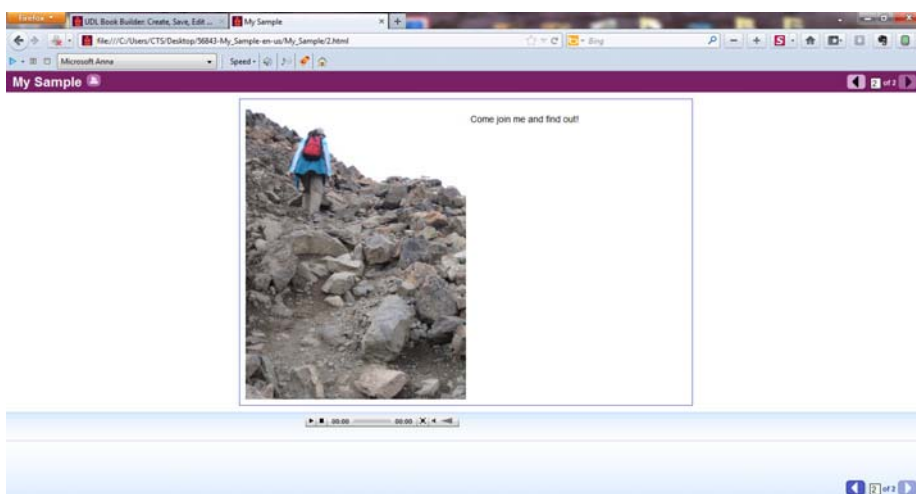 Firefox
UDL Book Builder: Create, Save, Edit ...
My Sample
file:///C:/Users/CTS/Desktop/56843-My_Sample-en-us/My_Sample/2.html
Bing
Microsoft Anna
Speed
My Sample
2 of 2
Come join me and find out!
00:00 00:00
2 of 2